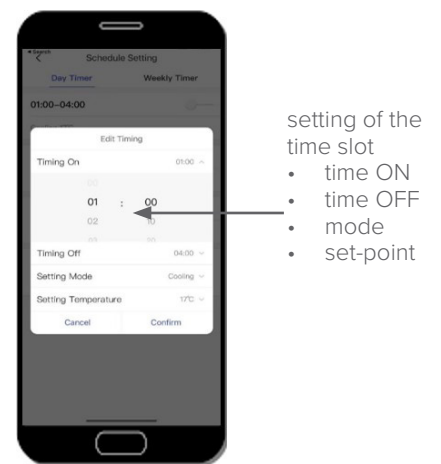 Search
Schedule Setting
Day Timer Weekly Timer
01:00-04:00
Edit Timing
Timing On 01:00
00
01 : 00
02 10
Timing Off 04:00
Setting Mode Cooling
Setting Temperature 17°C
Cancel Confirm
setting of the
time slot
• time ON
• time OFF
• mode
• set-point